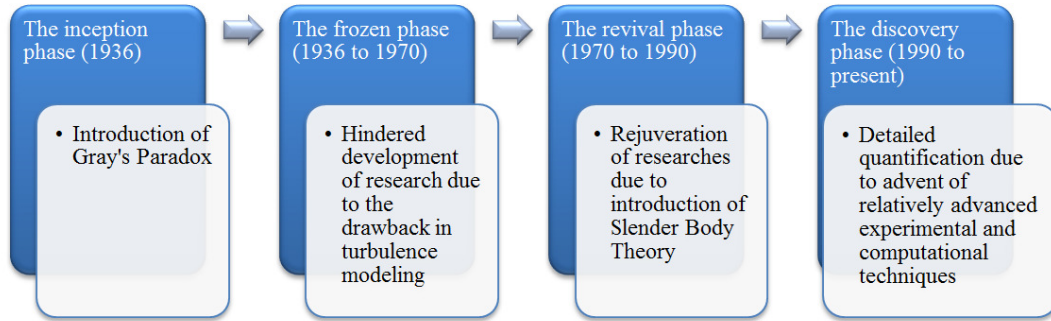 The inception
phase (1936)
• Introduction of
Gray's Paradox
The frozen phase
(1936 to 1970)
• Hindered
development
of research due
to the
drawback in
turbulence
modeling
The revival phase
(1970 to 1990)
• Rejuveration
of researches
due to
introduction of
Slender Body
Theory
The discovery
phase (1990 to
present)
• Detailed
quantification due
to advent of
relatively advanced
experimental and
computational
techniques